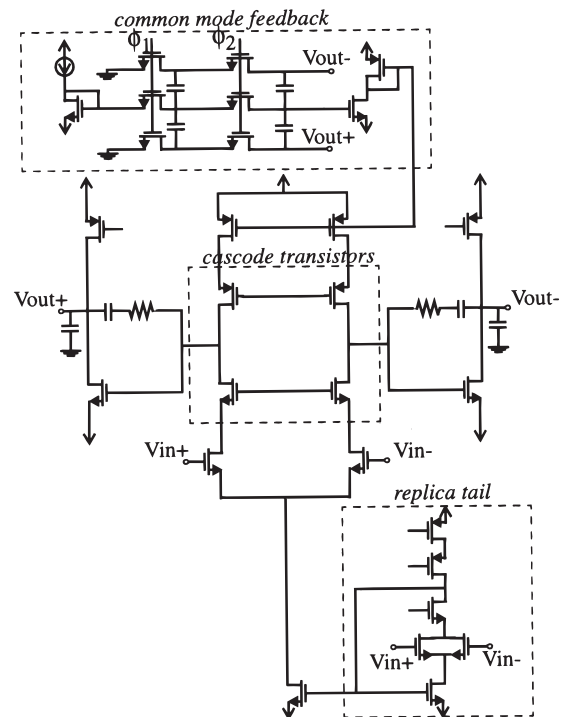 common mode feedback
ϕ1 ϕ2
Vout-
Vout+
cascode transistors
Vout+
Vout-
Vin+
Vin-
replica tail
Vin+
Vin-